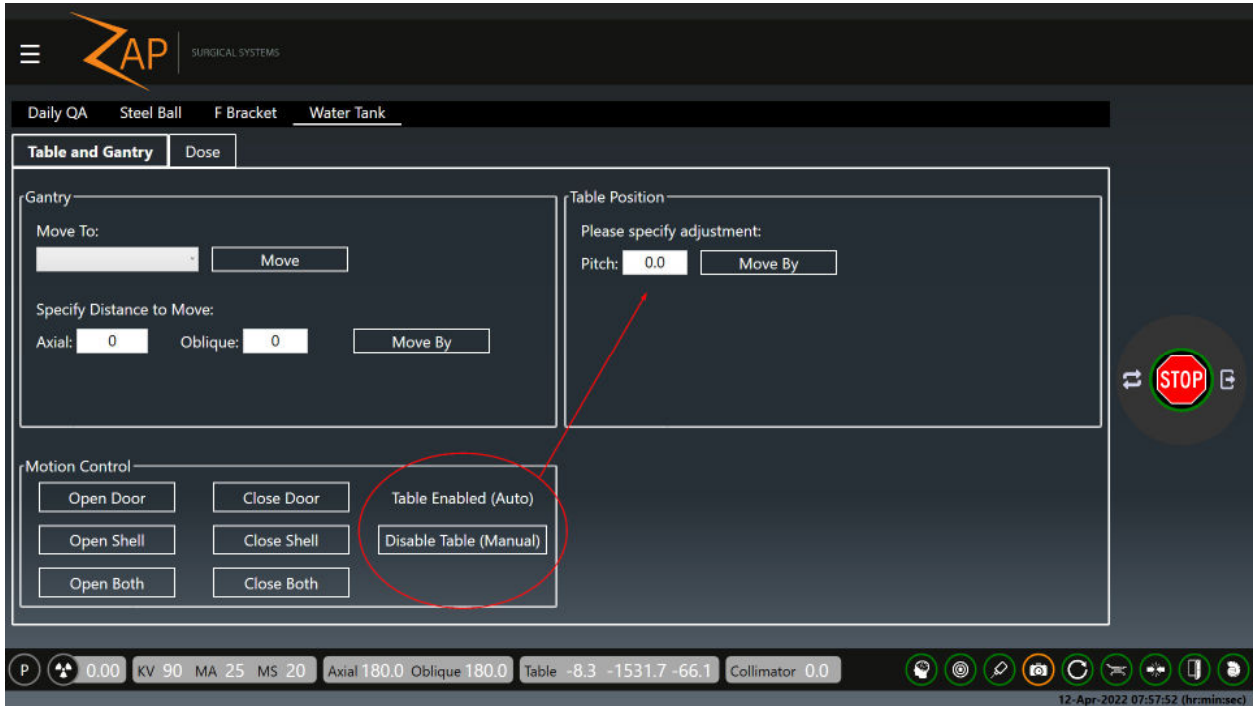 ZAP SURGICAL SYSTEMS
Daily QA Steel Ball F Bracket Water Tank
Table and Gantry Dose
Gantry
Move To:
Move
Specify Distance to Move:
Axial: 0 Oblique: 0 Move By
Table Position
Please specify adjustment:
Pitch: 0.0 Move By
STOP
Motion Control
Open Door Close Door Table Enabled (Auto)
Open Shell Close Shell Disable Table (Manual)
Open Both Close Both
P 0.00 KV 90 MA 25 MS 20 Axial 180.0 Oblique 180.0 Table -8.3 -1531.7 -66.1 Collimator 0.0
12-Apr-2022 07:57:52 (hr:min:sec)